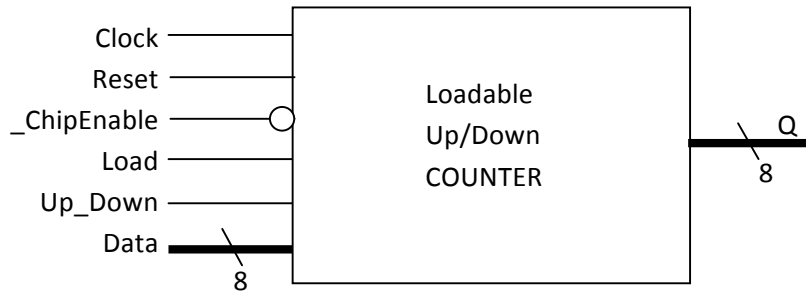 Clock
Reset
_ChipEnable
Load
Up_Down
Data
8
Loadable
Up/Down
COUNTER
Q
8